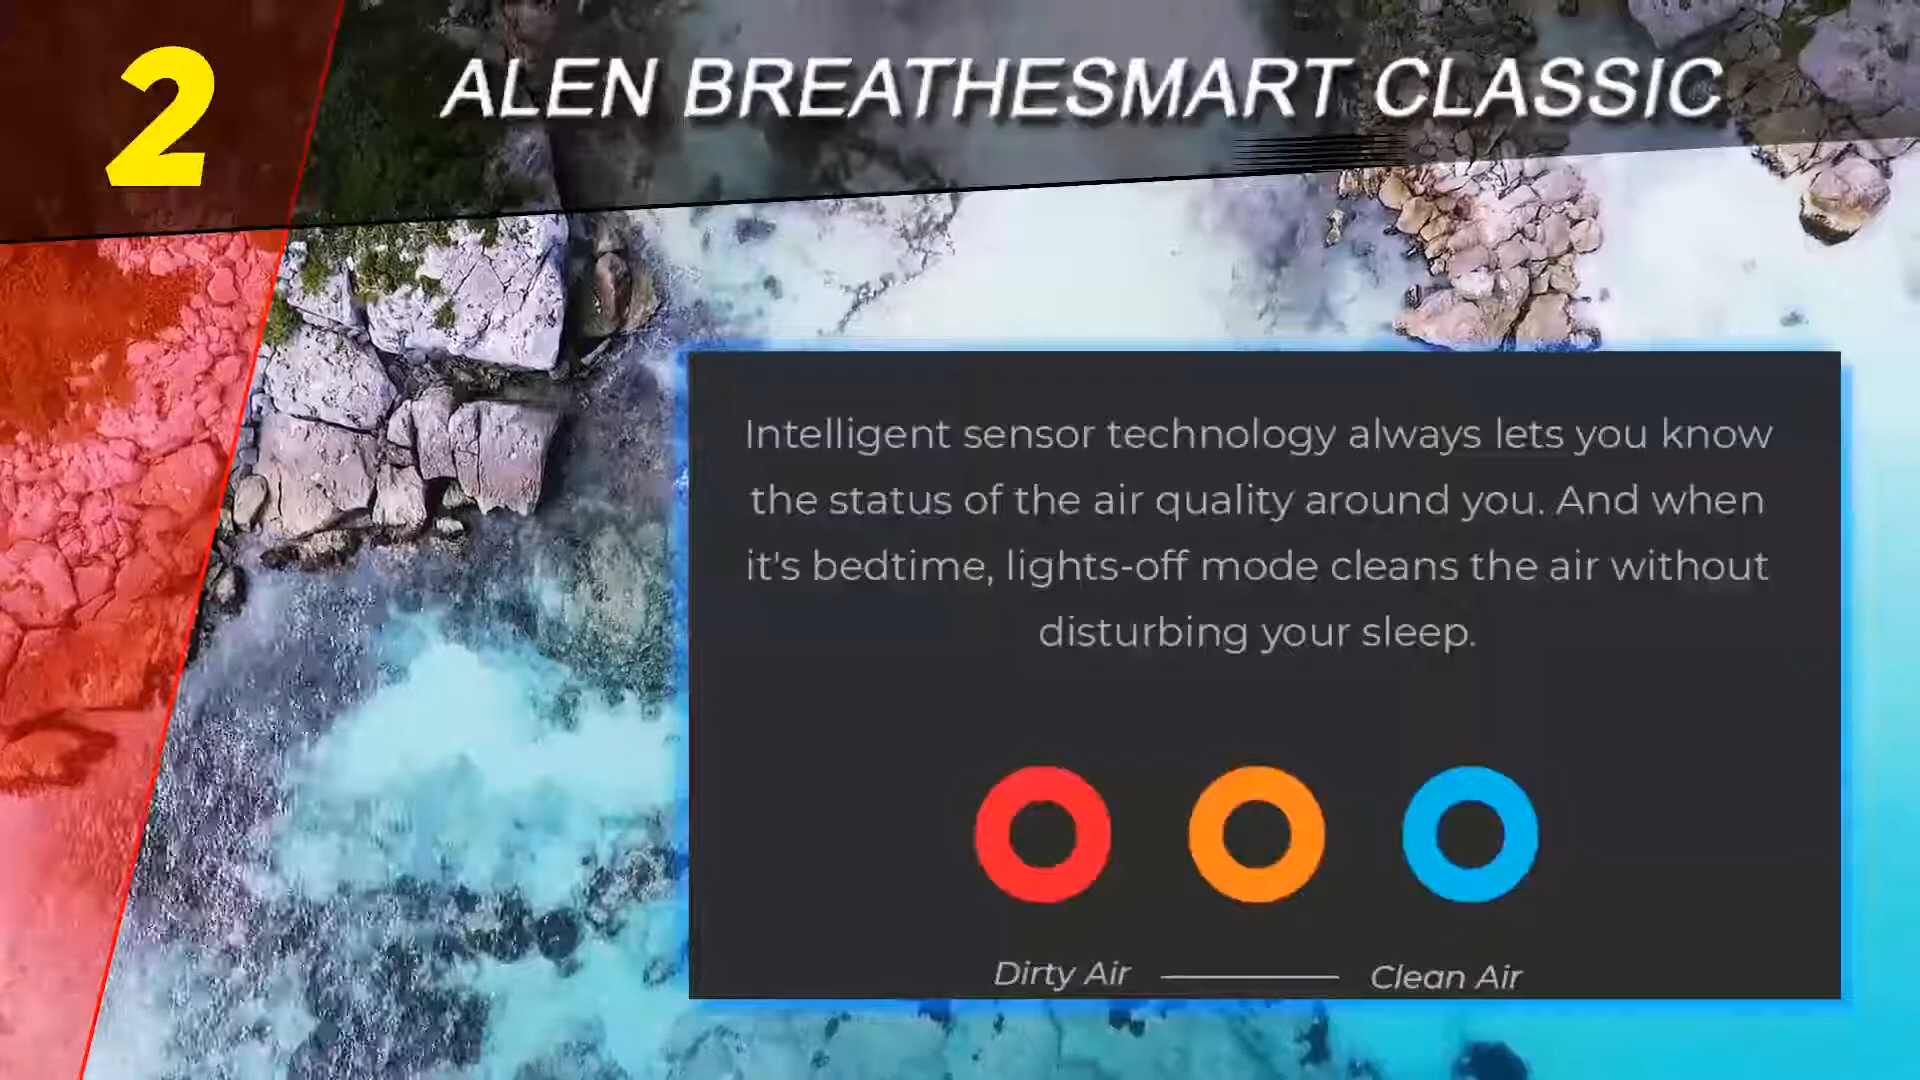 2
ALEN BREATHESMART CLASSIC
Intelligent sensor technology always lets you know
the status of the air quality around you. And when
it's bedtime, lights-off mode cleans the air without
disturbing your sleep.
Dirty Air
Clean Air